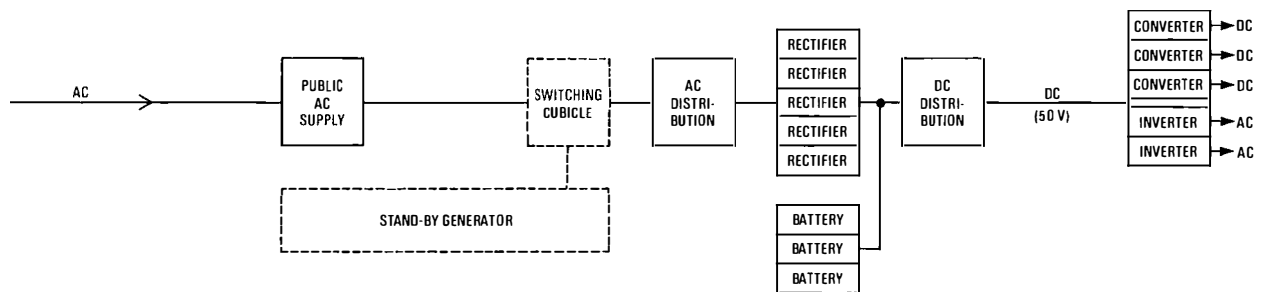 AC
PUBLIC
AC
SUPPLY
SWITCHING
CUBICLE
STAND-BY GENERATOR
AC
DISTRI-
BUTION
RECTIFIER
RECTIFIER
RECTIFIER
RECTIFIER
RECTIFIER
BATTERY
BATTERY
BATTERY
DC
DISTRI-
BUTION
DC
(50 V)
CONVERTER DC
CONVERTER DC
CONVERTER DC
INVERTER AC
INVERTER AC